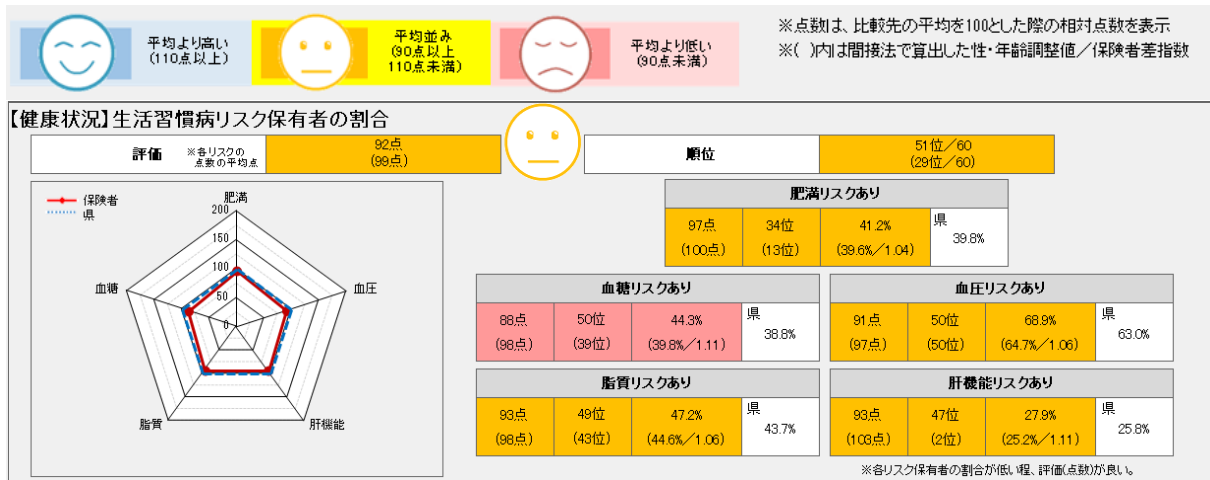 平均より高い
(110点以上)
平均並み
(90点以上
110点未満)
平均より低い
(90点未満)
※点数は、比較先の平均を100とした際の相対点数を表示
※( )内は間接法で算出した性・年齢調整値／保険者差指数
【健康状況】生活習慣病リスク保有者の割合
評価 ※各リスクの
点数の平均点
92点
(99点)
順位
51位／60
(29位／60)
保険者
県
肥満
200
150
100
50
0
血糖
血圧
脂質
肝機能
肥満リスクあり
97点 34位 41.2% 県
(100点) (13位) (39.6%／1.04) 39.8%
血糖リスクあり
88点 50位 44.3% 県
(98点) (39位) (39.8%／1.11) 38.8%
血圧リスクあり
91点 50位 68.9% 県
(97点) (50位) (64.7%／1.06) 63.0%
脂質リスクあり
93点 49位 47.2% 県
(98点) (43位) (44.6%／1.06) 43.7%
肝機能リスクあり
93点 47位 27.9% 県
(103点) (2位) (25.2%／1.11) 25.8%
※各リスク保有者の割合が低い程、評価(点数)が良い。